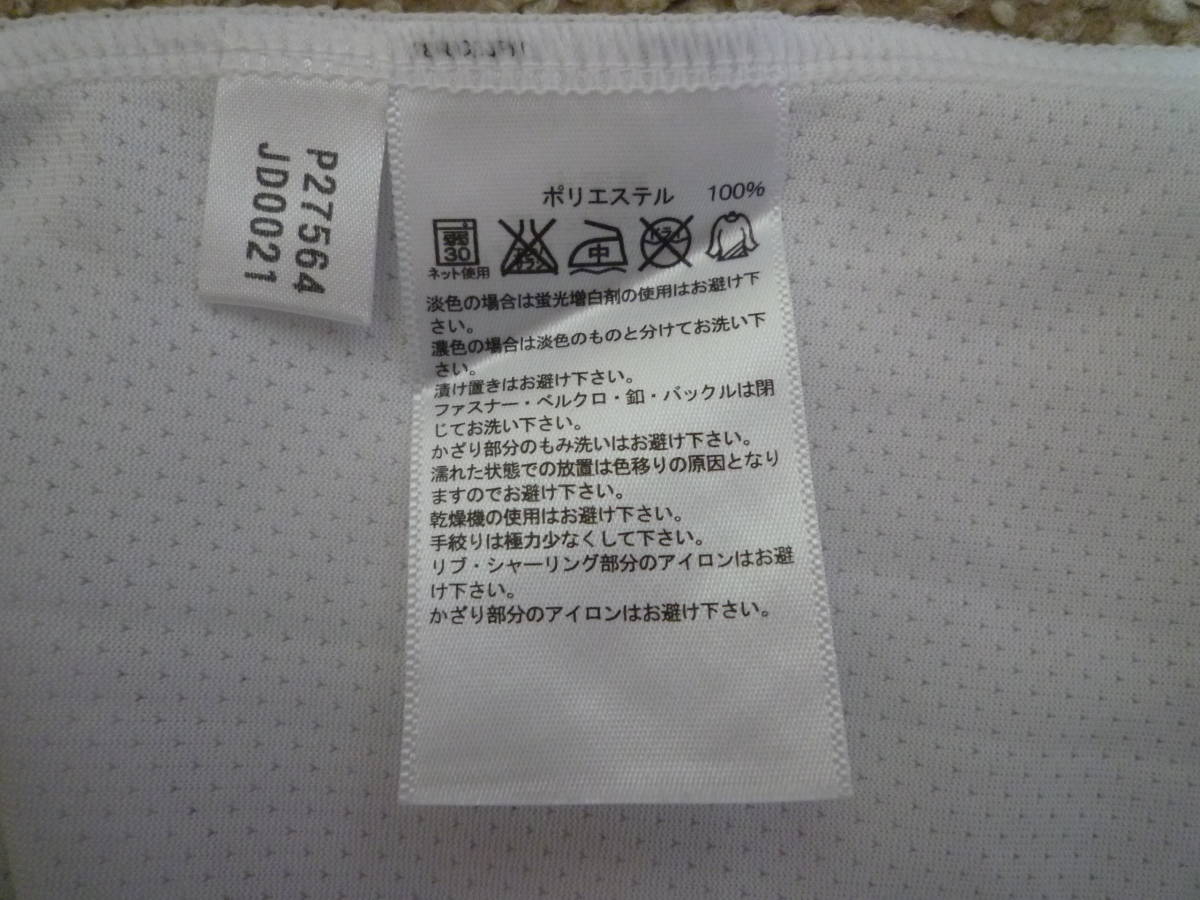 P27564
JD0021
ポリエステル 100%
弱
30
中
ネット使用
淡色の場合は蛍光増白剤の使用はお避け下
さい。
濃色の場合は淡色のものと分けてお洗い下
さい。
漬け置きはお避け下さい。
ファスナー・ベルクロ・釦・バックルは閉
じてお洗い下さい。
かざり部分のもみ洗いはお避け下さい。
濡れた状態での放置は色移りの原因となり
ますのでお避け下さい。
乾燥機の使用はお避け下さい。
手絞りは極力少なくして下さい。
リブ・シャーリング部分のアイロンはお避
け下さい。
かざり部分のアイロンはお避け下さい。